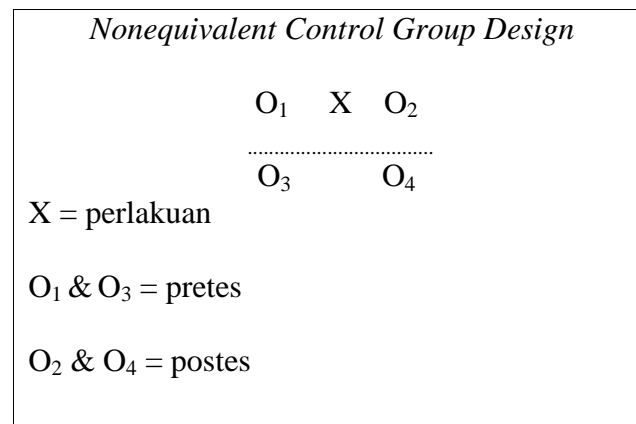 Nonequivalent Control Group Design
O₁ X O₂
..................................
O₃ O₄
X = perlakuan
O₁ & O₃ = pretes
O₂ & O₄ = postes